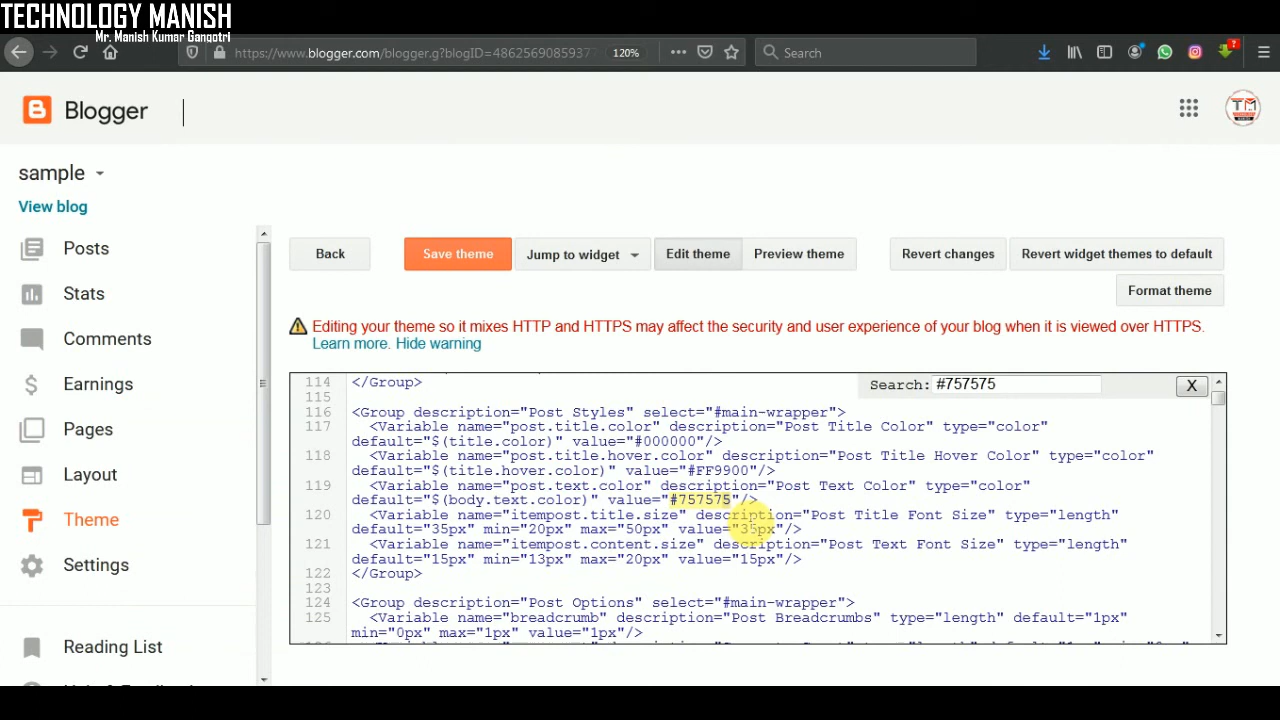 TECHNOLOGY MANISH
Mr. Manish Kumar Gangotri
https://www.blogger.com/blogger.g?blogID=48625690859377
120%
Search
?
Blogger
TM
sample
View blog
Posts
Stats
Comments
Earnings
Pages
Layout
Theme
Settings
Reading List
Back
Save theme
Jump to widget
Edit theme
Preview theme
Revert changes
Revert widget themes to default
Format theme
Editing your theme so it mixes HTTP and HTTPS may affect the security and user experience of your blog when it is viewed over HTTPS.
Learn more. Hide warning
Search: #757575
X
114 </Group>
115
116 <Group description="Post Styles" select="#main-wrapper">
117 <Variable name="post.title.color" description="Post Title Color" type="color"
default="$(title.color)" value="#000000"/>
118 <Variable name="post.title.hover.color" description="Post Title Hover Color" type="color"
default="$(title.hover.color)" value="#FF9900"/>
119 <Variable name="post.text.color" description="Post Text Color" type="color"
default="$(body.text.color)" value="#757575"/>
120 <Variable name="itempost.title.size" description="Post Title Font Size" type="length"
default="35px" min="20px" max="50px" value="35px"/>
121 <Variable name="itempost.content.size" description="Post Text Font Size" type="length"
default="15px" min="13px" max="20px" value="15px"/>
122 </Group>
123
124 <Group description="Post Options" select="#main-wrapper">
125 <Variable name="breadcrumb" description="Post Breadcrumbs" type="length" default="1px"
min="0px" max="1px" value="1px"/>